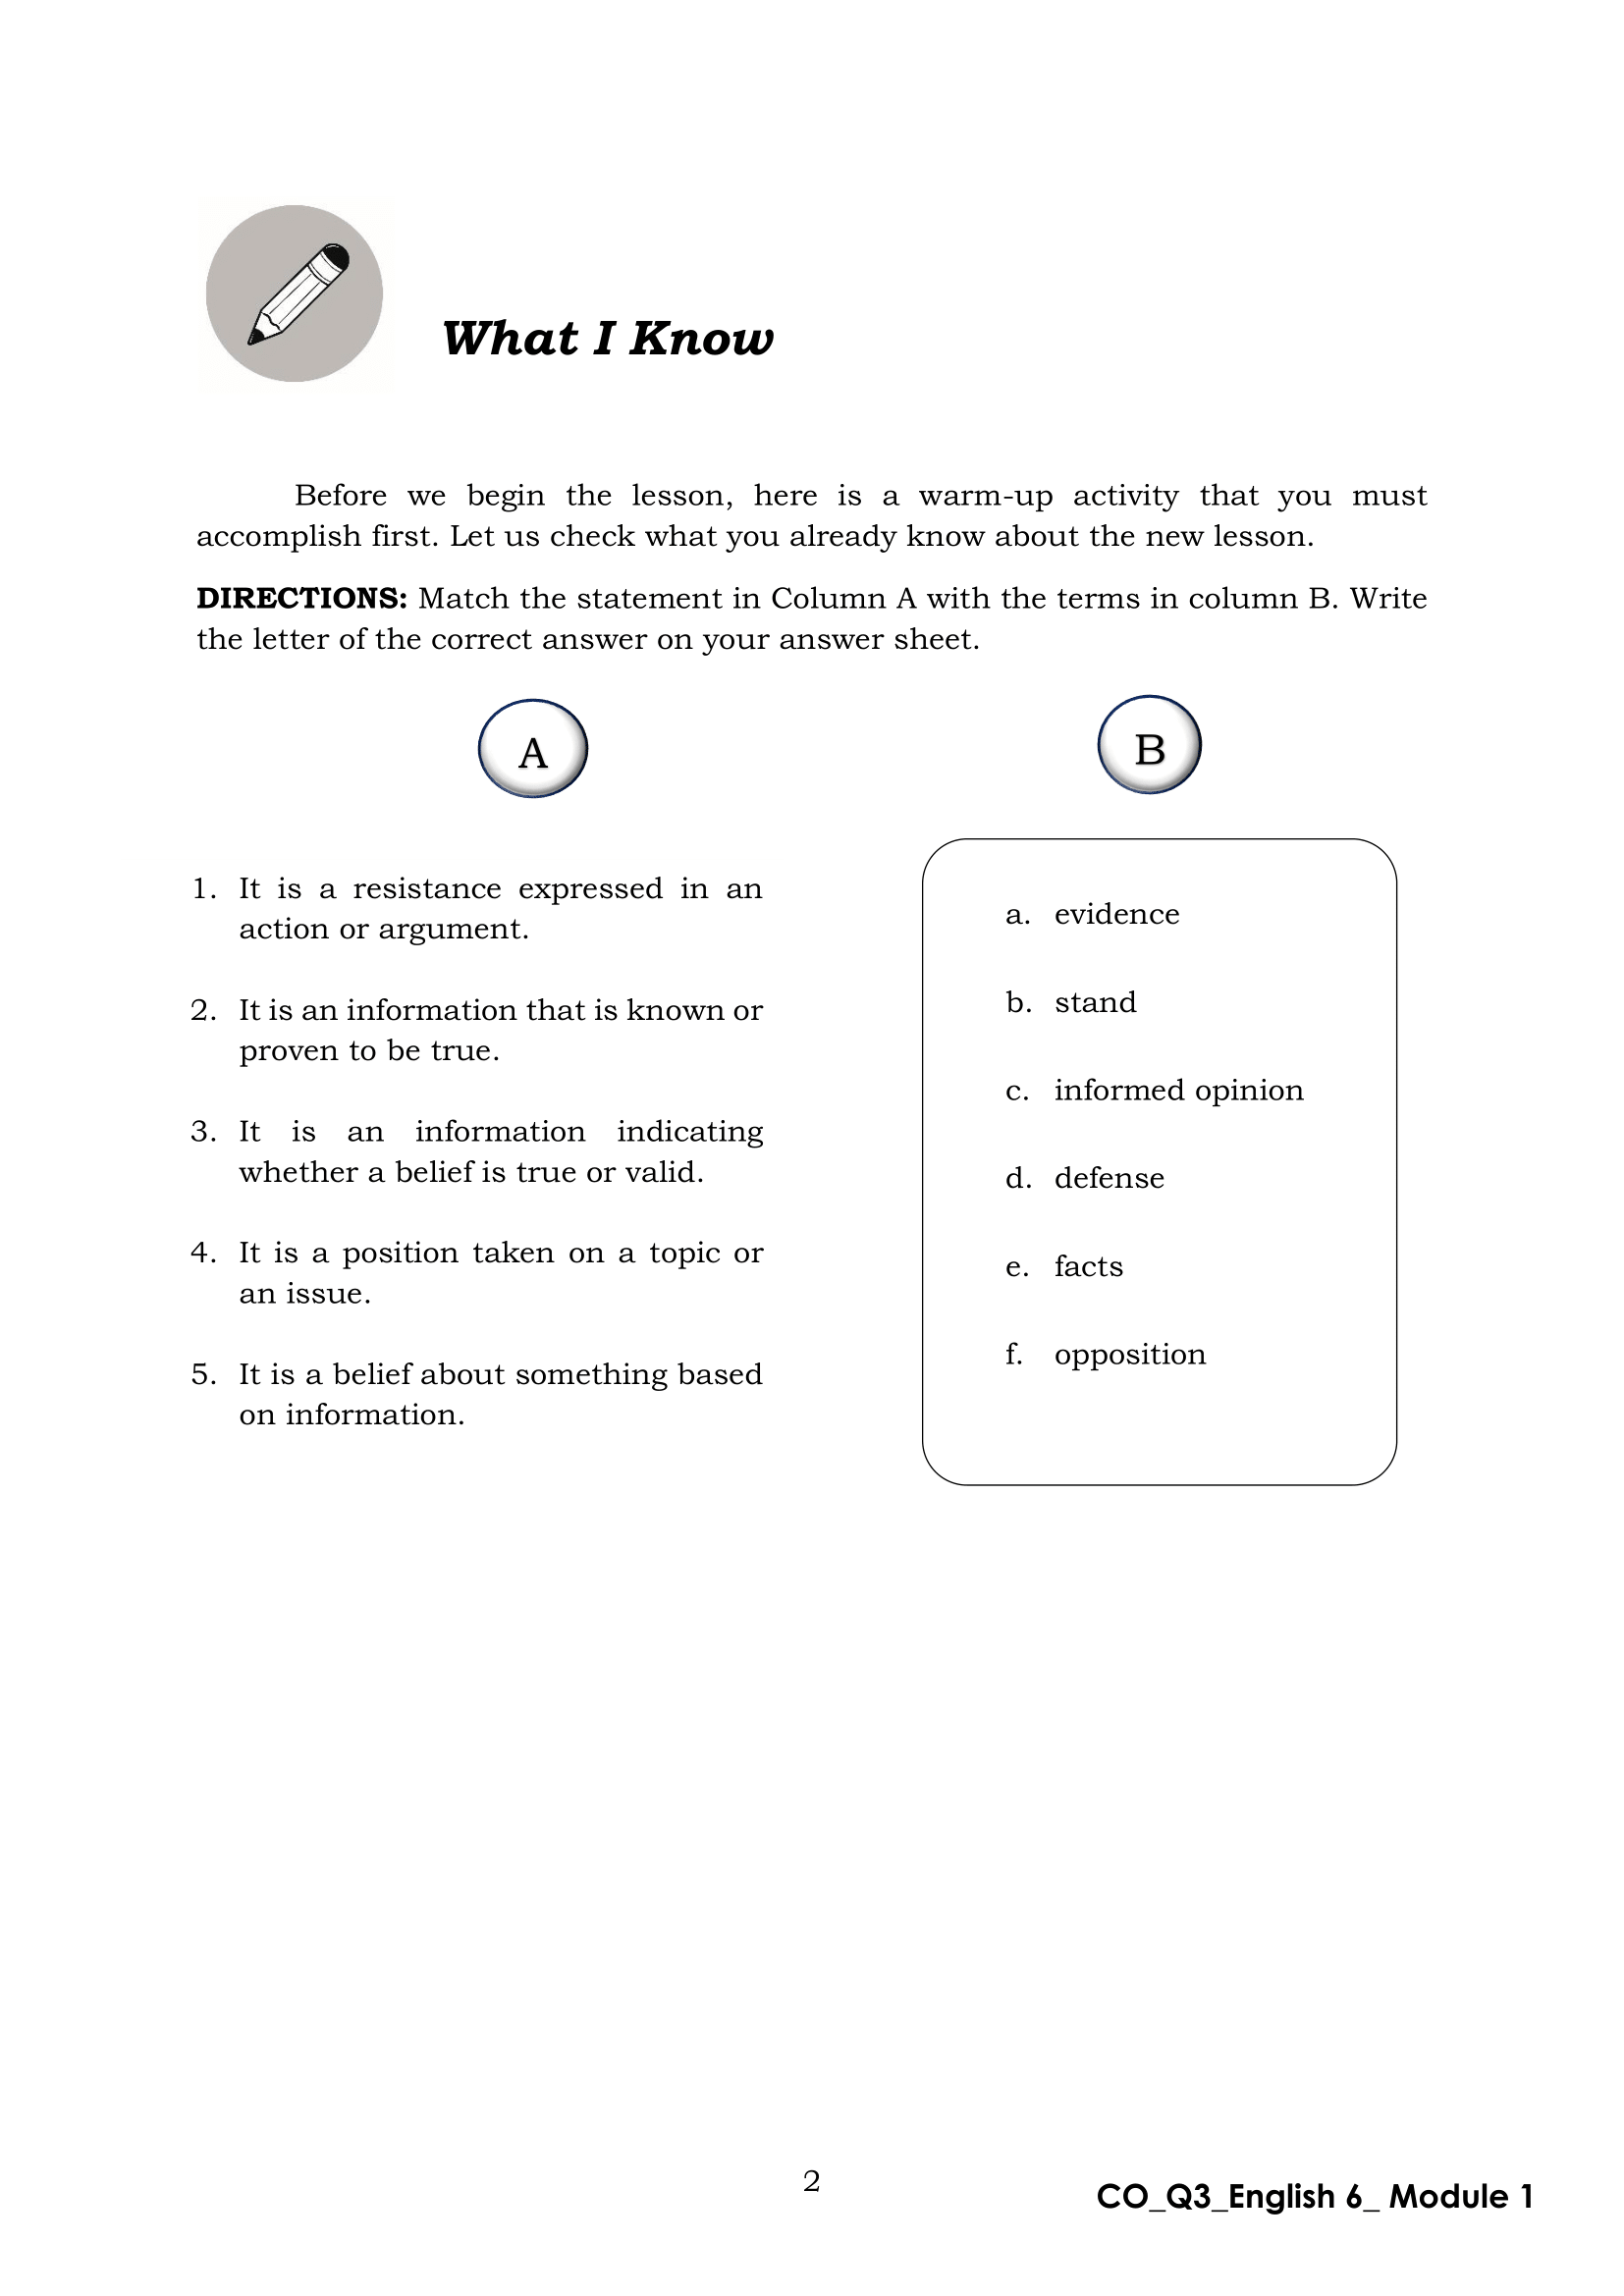 What I Know
Before we begin the lesson, here is a warm-up activity that you must
accomplish first. Let us check what you already know about the new lesson.
DIRECTIONS: Match the statement in Column A with the terms in column B. Write
the letter of the correct answer on your answer sheet.
A
B
1. It is a resistance expressed in an
action or argument.
2. It is an information that is known or
proven to be true.
3. It is an information indicating
whether a belief is true or valid.
4. It is a position taken on a topic or
an issue.
5. It is a belief about something based
on information.
a. evidence
b. stand
c. informed opinion
d. defense
e. facts
f. opposition
2
CO_Q3_English 6_ Module 1